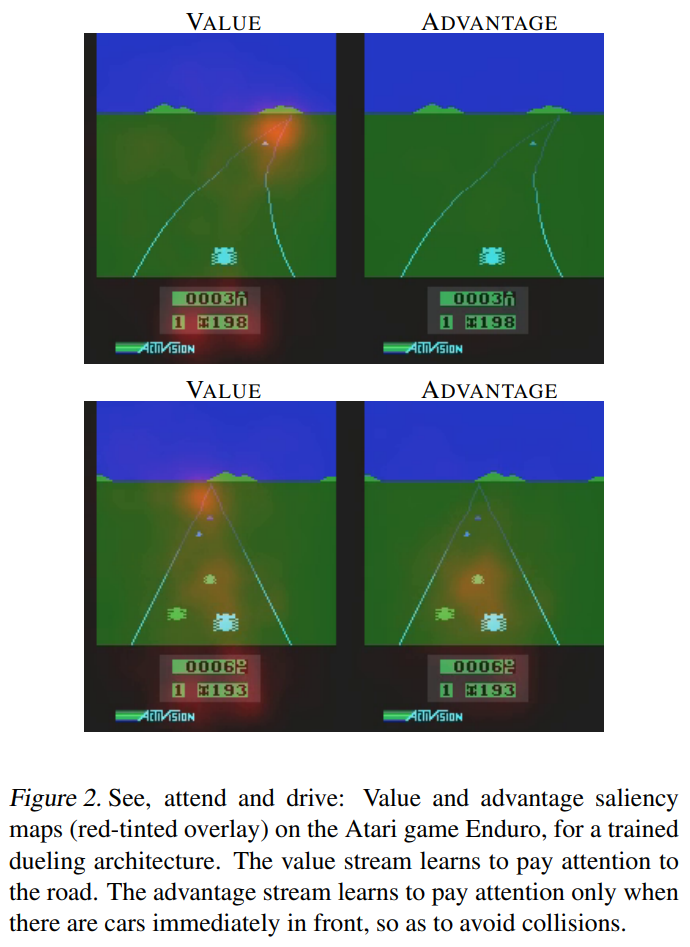 VALUE ADVANTAGE
0003 0003
1 198 1 198
ACTIVISION ACTIVISION
VALUE ADVANTAGE
0006 0006
1 193 1 193
ACTIVISION ACTIVISION
Figure 2. See, attend and drive: Value and advantage saliency
maps (red-tinted overlay) on the Atari game Enduro, for a trained
dueling architecture. The value stream learns to pay attention to
the road. The advantage stream learns to pay attention only when
there are cars immediately in front, so as to avoid collisions.